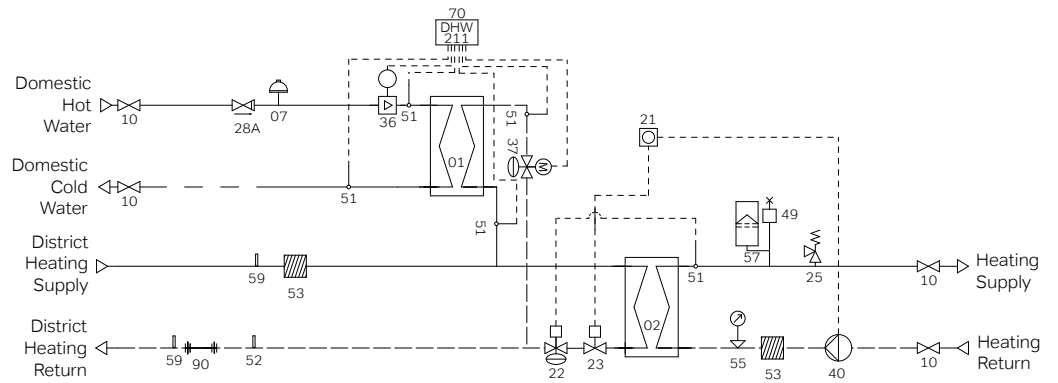 70
DHW
211
Domestic
Hot
Water
10
28A
07
36
51
51
37
M
01
21
Domestic
Cold
Water
10
51
51
49
57
District
Heating
Supply
59
53
51
25
10
Heating
Supply
02
District
Heating
Return
59
90
52
22
23
55
53
40
10
Heating
Return